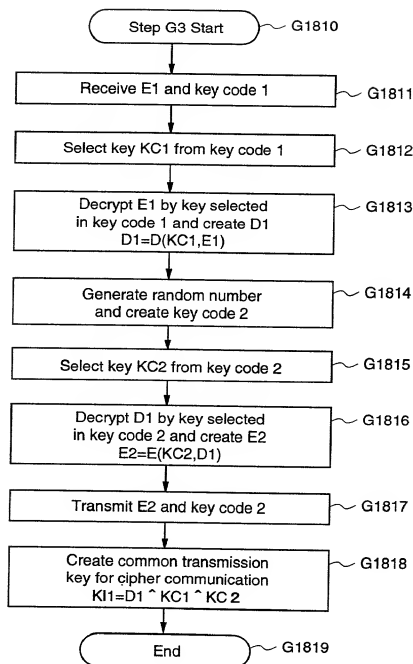 Step G3 Start
G1810
Receive E1 and key code 1
G1811
Select key KC1 from key code 1
G1812
Decrypt E1 by key selected
in key code 1 and create D1
D1=D(KC1,E1)
G1813
Generate random number
and create key code 2
G1814
Select key KC2 from key code 2
G1815
Decrypt D1 by key selected
in key code 2 and create E2
E2=E(KC2,D1)
G1816
Transmit E2 and key code 2
G1817
Create common transmission
key for cipher communication
KI1=D1^KC1^KC2
G1818
End
G1819